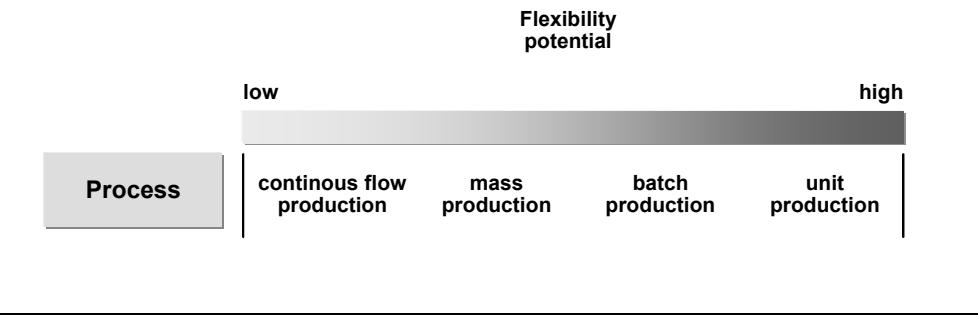 Flexibility
potential
low high
Process
continous flow mass batch unit
production production production production